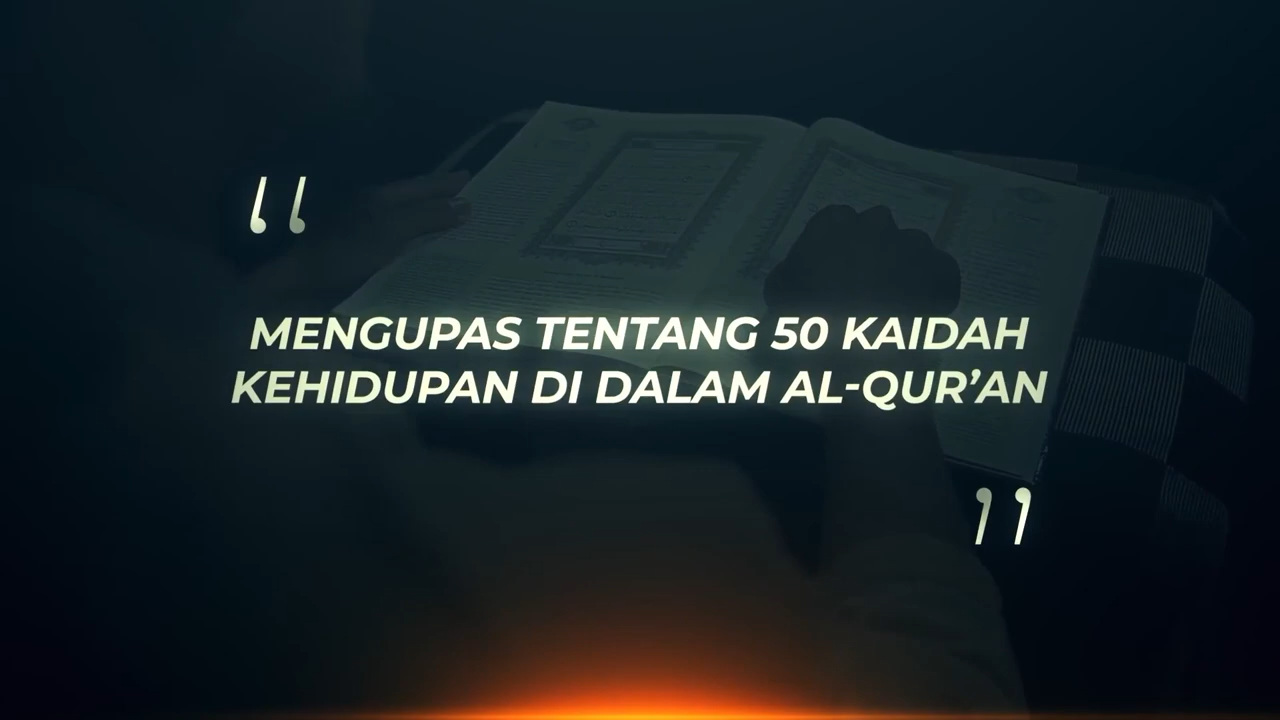 “
MENGUPAS TENTANG 50 KAIDAH
KEHIDUPAN DI DALAM AL-QUR’AN
”